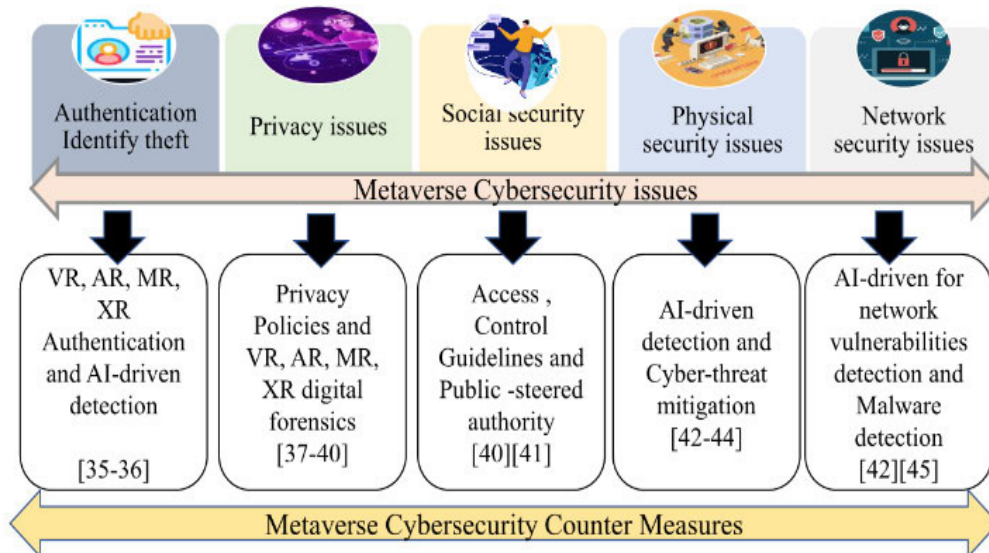 Authentication
Identify theft
Privacy issues
Social security
issues
Physical
security issues
Network
security issues
Metaverse Cybersecurity issues
VR, AR, MR,
XR
Authentication
and AI-driven
detection
[35-36]
Privacy
Policies and
VR, AR, MR,
XR digital
forensics
[37-40]
Access ,
Control
Guidelines and
Public -steered
authority
[40][41]
AI-driven
detection and
Cyber-threat
mitigation
[42-44]
AI-driven for
network
vulnerabilities
detection and
Malware
detection
[42][45]
Metaverse Cybersecurity Counter Measures